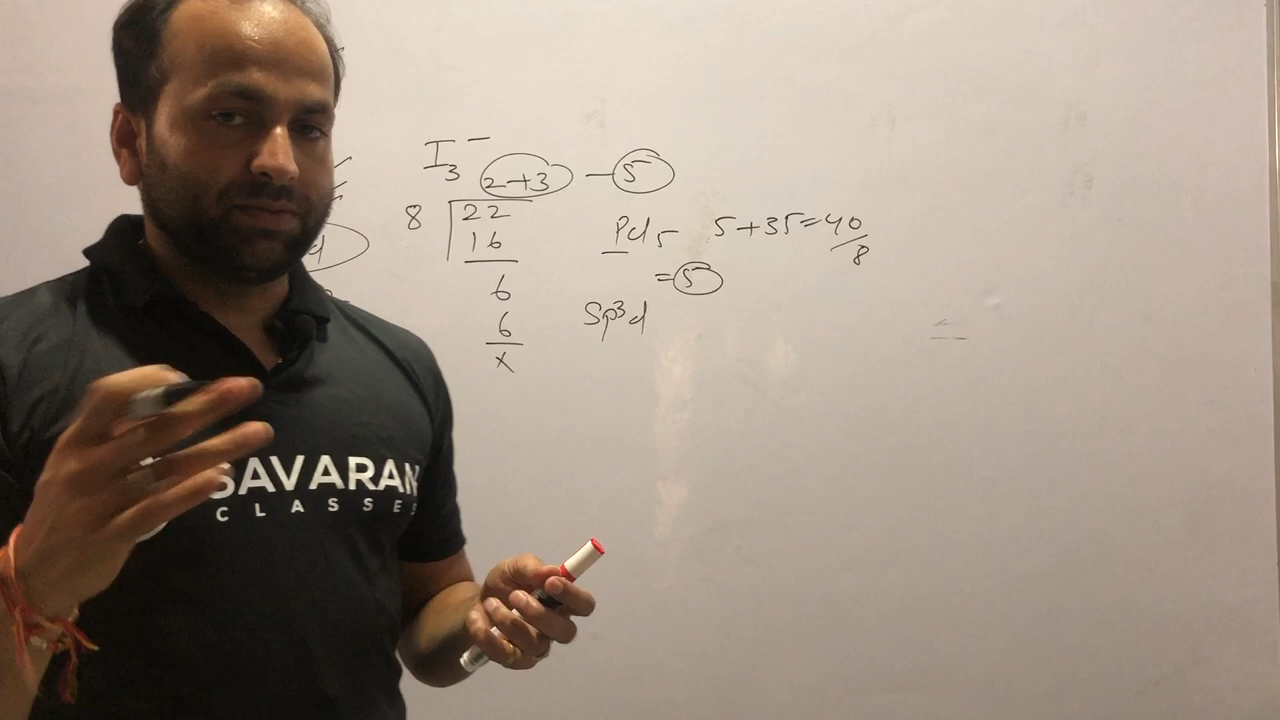 I₃⁻
2+3 — 5
8 22
16
6
6
x
Pcl₅ 5+35=40/8
=5
Sp³d
d
SAVARAN
CLASSES